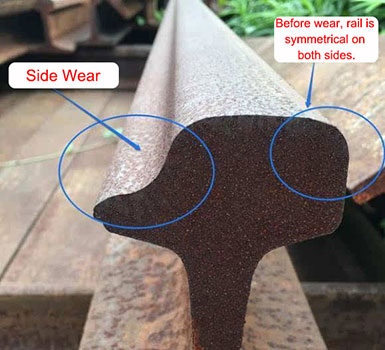 Side Wear
Before wear, rail is
symmetrical on
both sides.